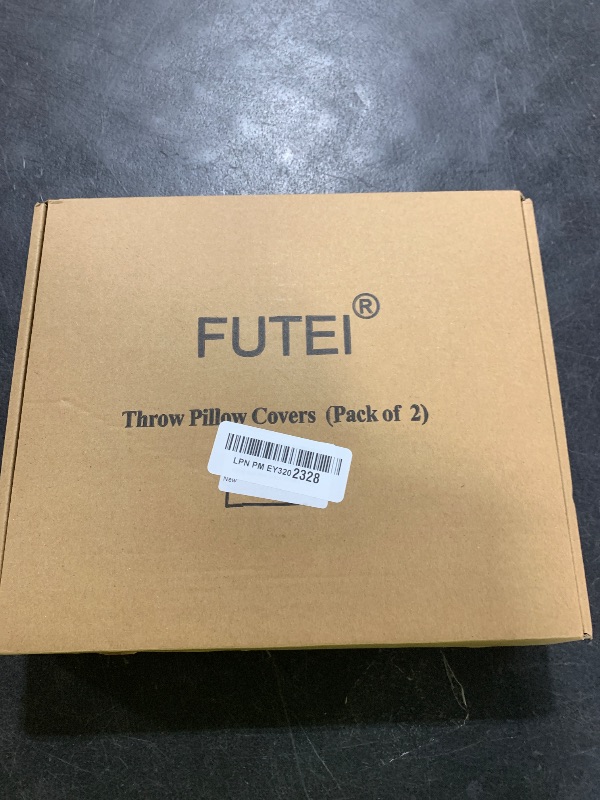 FUTEI®
Throw Pillow Covers (Pack of 2)
LPN PM EY3202328
New